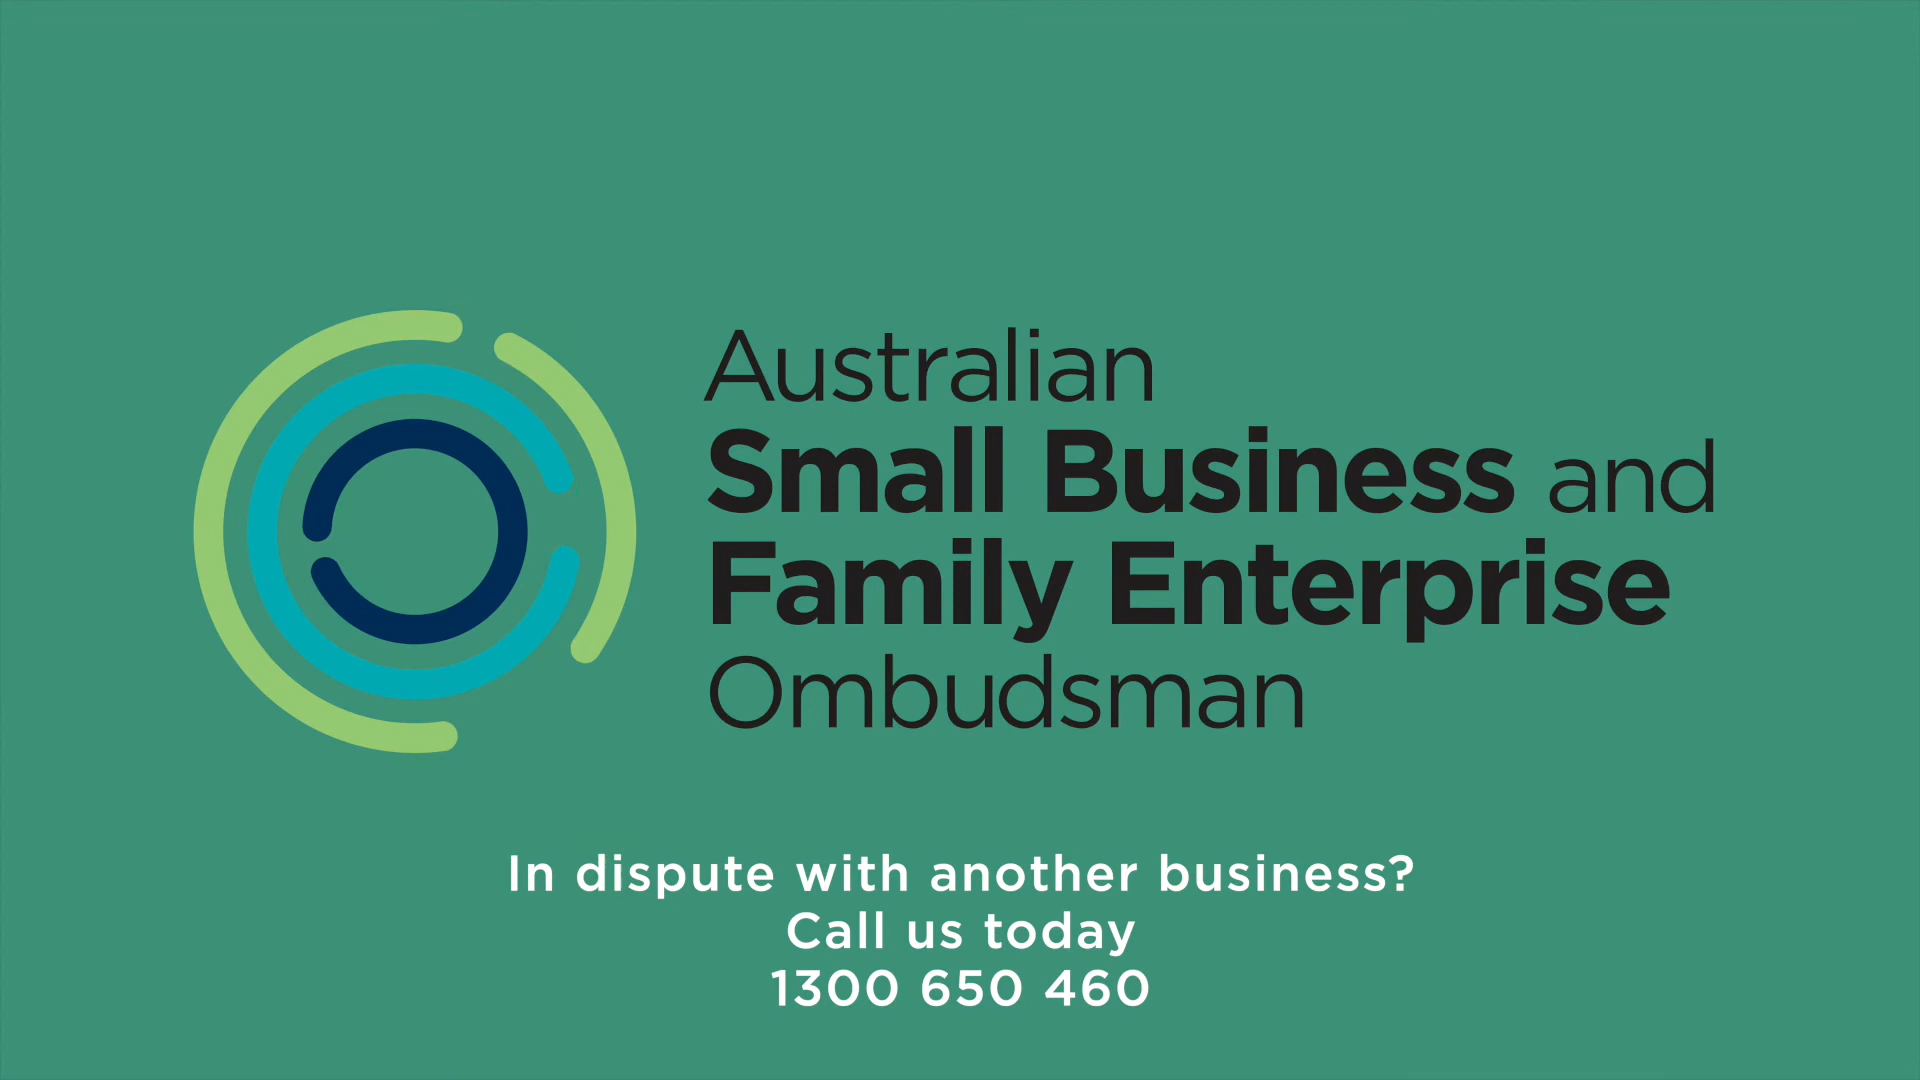 Australian
Small Business and
Family Enterprise
Ombudsman
In dispute with another business?
Call us today
1300 650 460